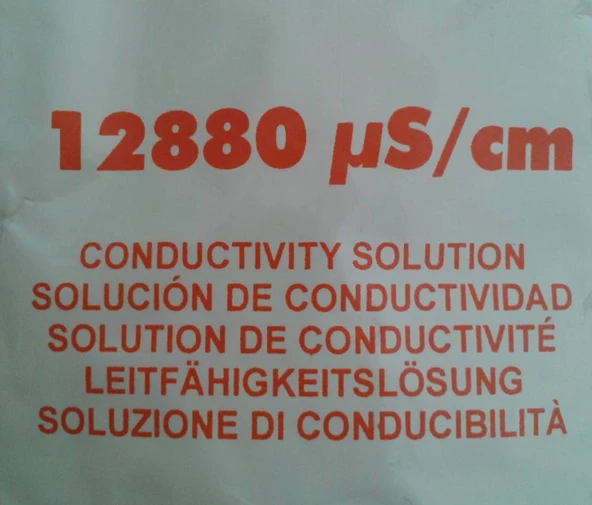 12880 µS/cm
CONDUCTIVITY SOLUTION
SOLUCIÓN DE CONDUCTIVIDAD
SOLUTION DE CONDUCTIVITÉ
LEITFÄHIGKEITSLÖSUNG
SOLUZIONE DI CONDUCIBILITÀ